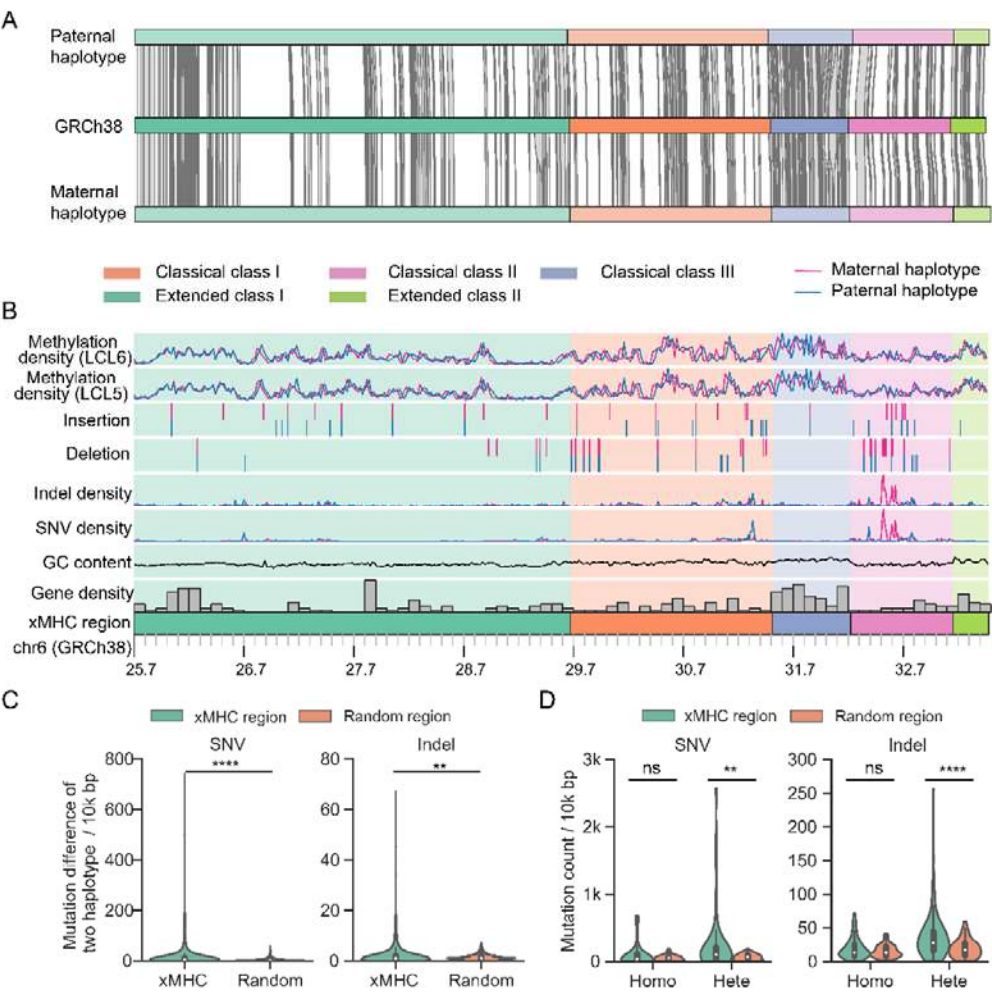 A
Paternal
haplotype
GRCh38
Maternal
haplotype
Classical class I
Classical class II
Classical class III
Maternal haplotype
Extended class I
Extended class II
Paternal haplotype
B
Methylation
density (LCL6)
Methylation
density (LCL5)
Insertion
Deletion
Indel density
SNV density
GC content
Gene density
xMHC region
chr6 (GRCh38)
25.7 26.7 27.7 28.7 29.7 30.7 31.7 32.7
C
xMHC region Random region
SNV Indel
Mutation difference of
two haplotype / 10k bp
800
600
400
200
0
****
xMHC Random
80
60
40
20
0
**
xMHC Random
D
xMHC region Random region
SNV Indel
Mutation count / 10k bp
3k
2k
1k
0
ns **
Homo Hete
300
250
200
150
100
50
0
ns ****
Homo Hete